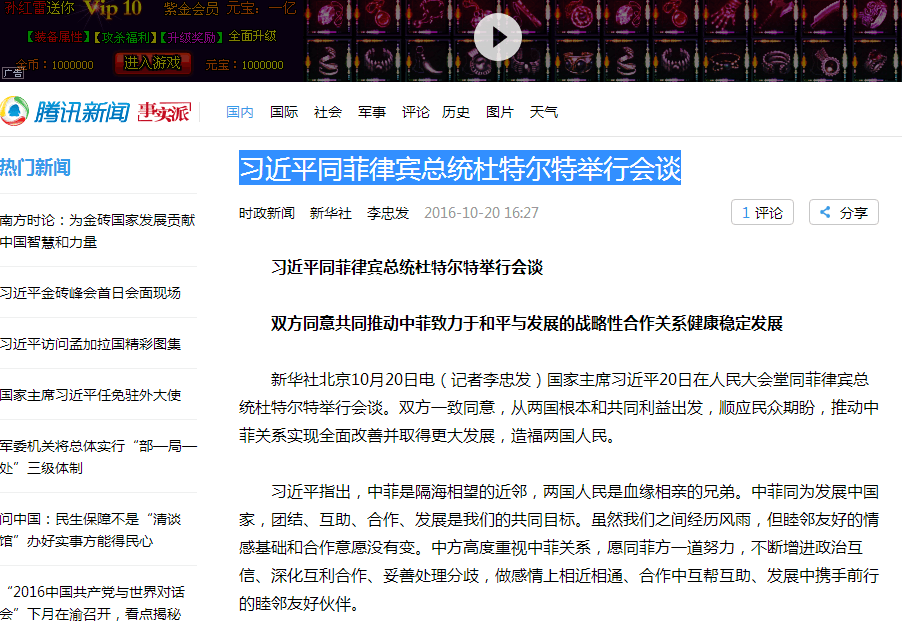 孙红雷送你 Vip 10 紫金会员 元宝：一亿
【装备属性】【攻杀福利】【升级奖励】全面升级
金币：1000000 进入游戏 元宝：1000000
广告
腾讯新闻 事实派 国内 国际 社会 军事 评论 历史 图片 天气
热门新闻
南方时论：为金砖国家发展贡献
中国智慧和力量
习近平金砖峰会首日会面现场
习近平访问孟加拉国精彩图集
国家主席习近平任免驻外大使
军委机关将总体实行“部—局—
处”三级体制
问中国：民生保障不是“清谈
馆”办好实事方能得民心
“2016中国共产党与世界对话
会”下月在渝召开，看点揭秘
习近平同菲律宾总统杜特尔特举行会谈
时政新闻 新华社 李忠发 2016-10-20 16:27 1 评论 分享
习近平同菲律宾总统杜特尔特举行会谈
双方同意共同推动中菲致力于和平与发展的战略性合作关系健康稳定发展
新华社北京10月20日电（记者李忠发）国家主席习近平20日在人民大会堂同菲律宾总
统杜特尔特举行会谈。双方一致同意，从两国根本和共同利益出发，顺应民众期盼，推动中
菲关系实现全面改善并取得更大发展，造福两国人民。
习近平指出，中菲是隔海相望的近邻，两国人民是血缘相亲的兄弟。中菲同为发展中国
家，团结、互助、合作、发展是我们的共同目标。虽然我们之间经历风雨，但睦邻友好的情
感基础和合作意愿没有变。中方高度重视中菲关系，愿同菲方一道努力，不断增进政治互
信、深化互利合作、妥善处理分歧，做感情上相近相通、合作中互帮互助、发展中携手前行
的睦邻友好伙伴。